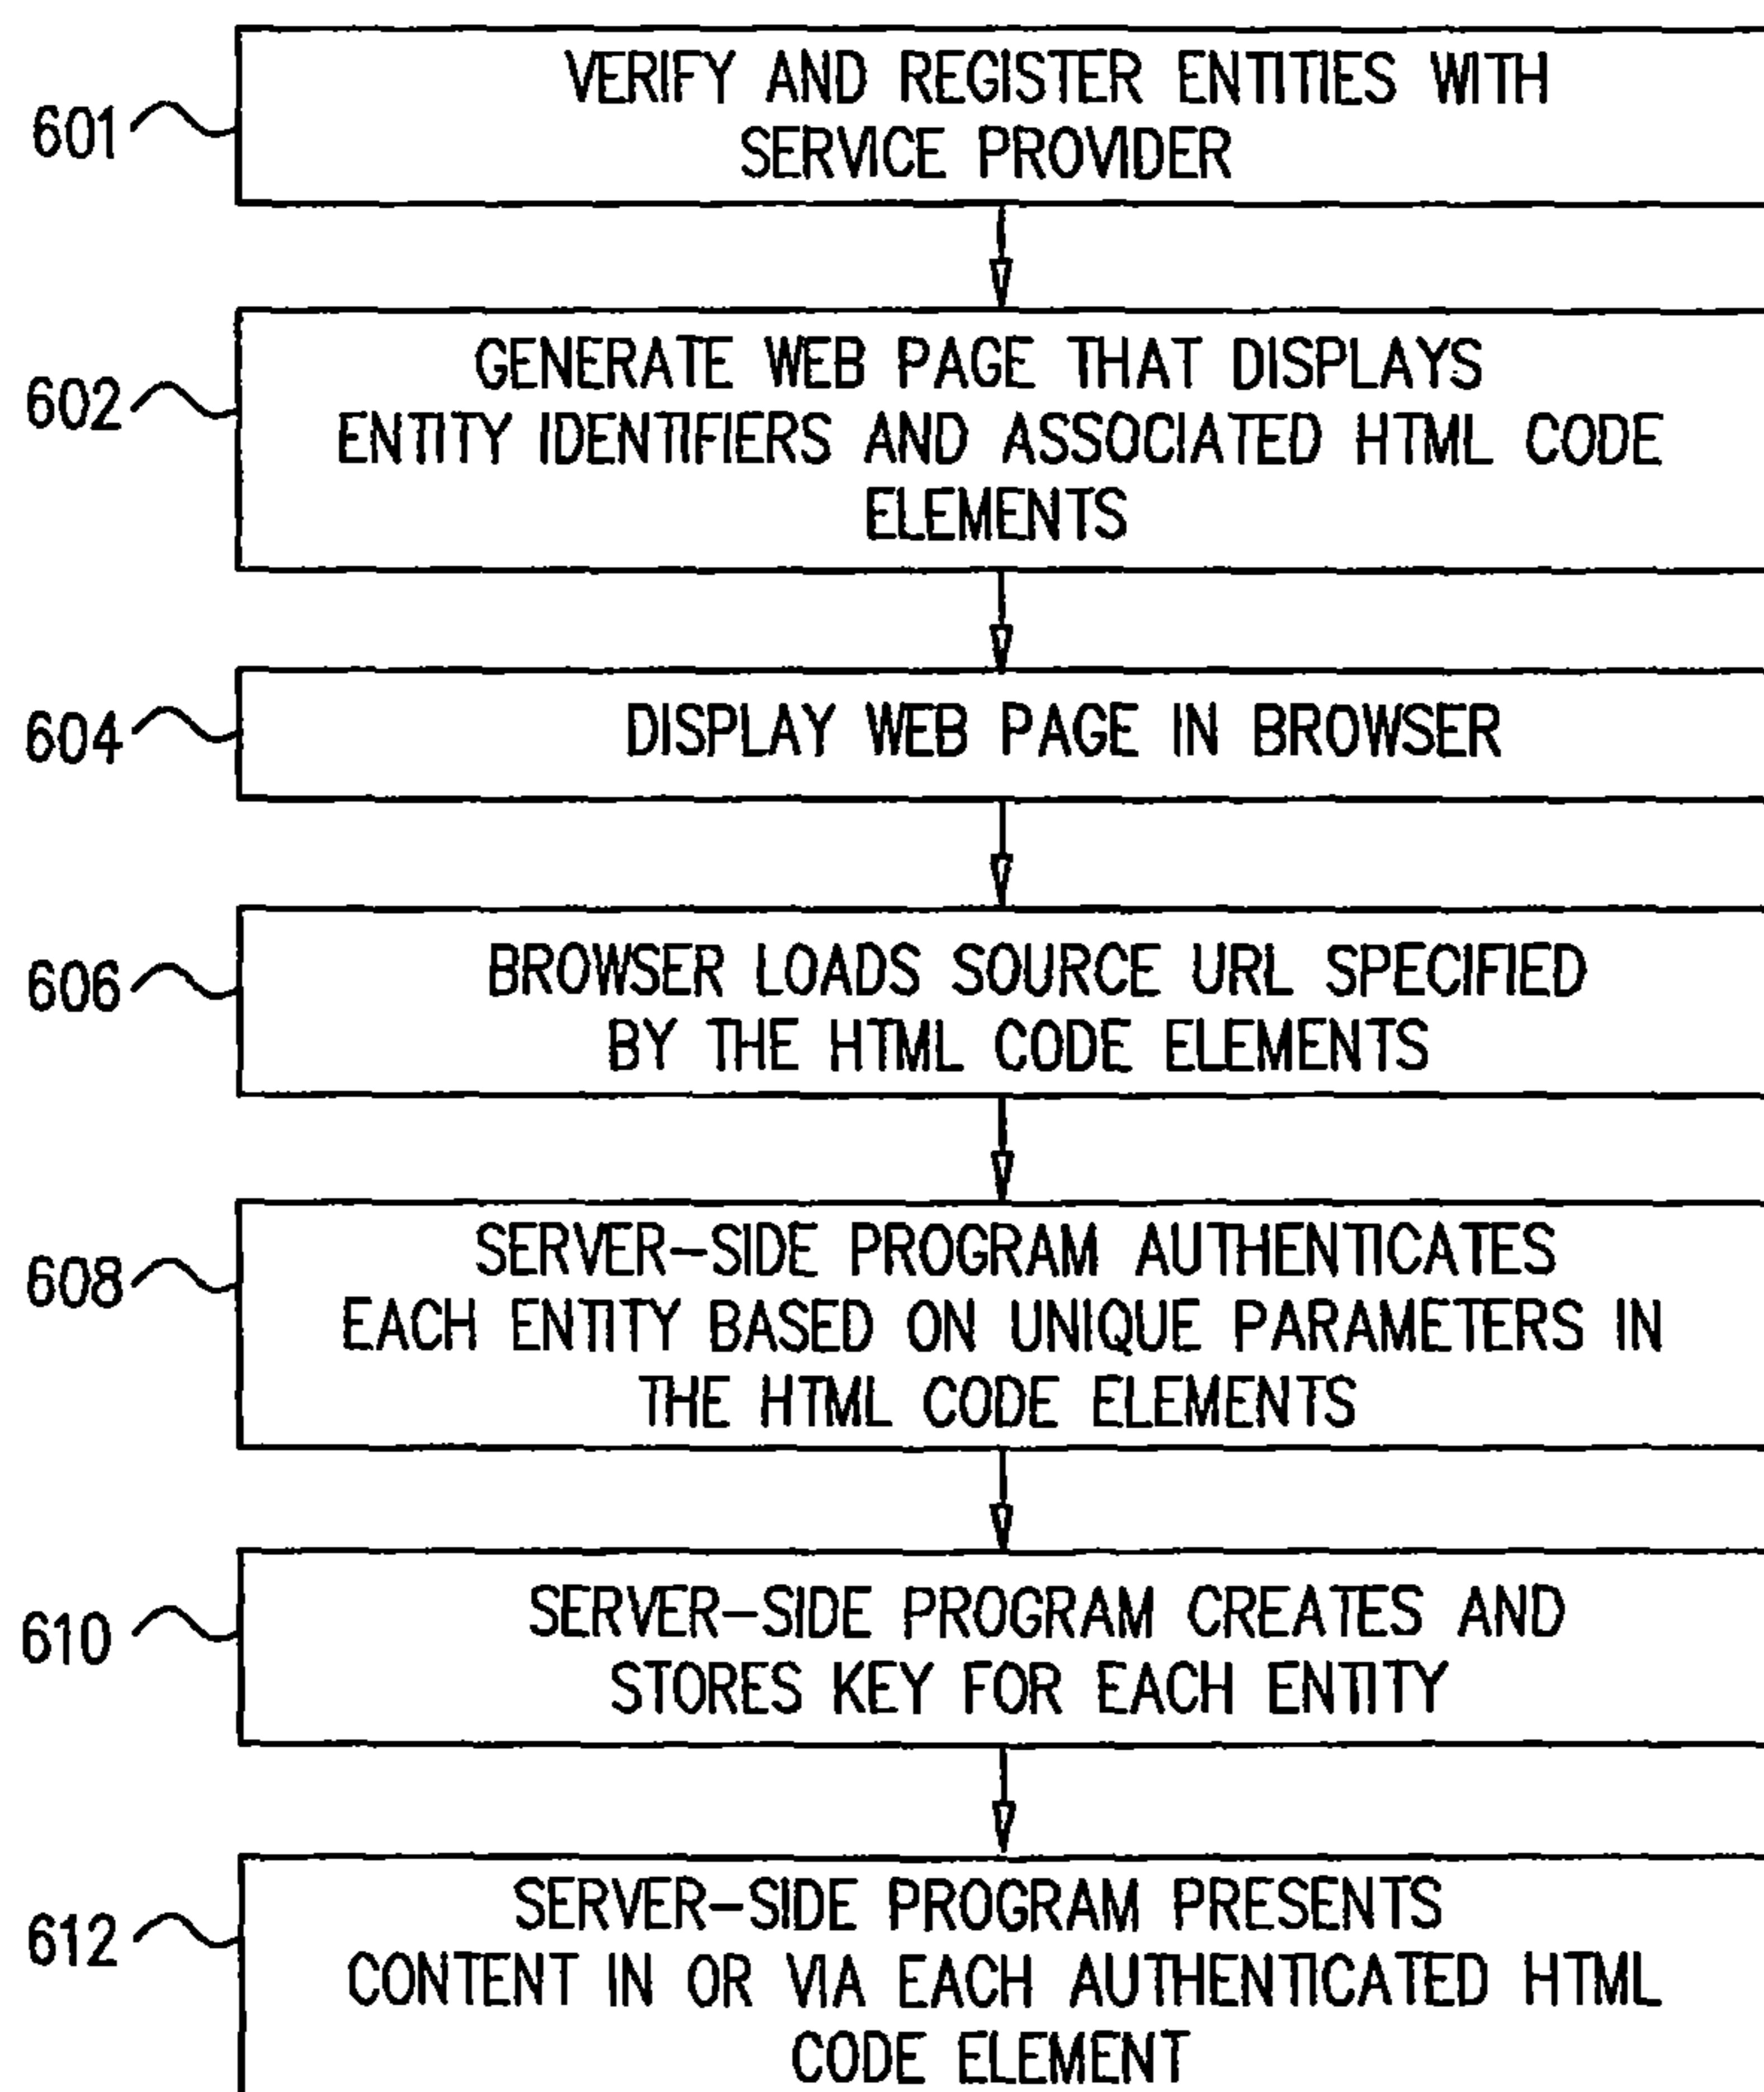 601
VERIFY AND REGISTER ENTITIES WITH
SERVICE PROVIDER
602
GENERATE WEB PAGE THAT DISPLAYS
ENTITY IDENTIFIERS AND ASSOCIATED HTML CODE
ELEMENTS
604
DISPLAY WEB PAGE IN BROWSER
606
BROWSER LOADS SOURCE URL SPECIFIED
BY THE HTML CODE ELEMENTS
608
SERVER-SIDE PROGRAM AUTHENTICATES
EACH ENTITY BASED ON UNIQUE PARAMETERS IN
THE HTML CODE ELEMENTS
610
SERVER-SIDE PROGRAM CREATES AND
STORES KEY FOR EACH ENTITY
612
SERVER-SIDE PROGRAM PRESENTS
CONTENT IN OR VIA EACH AUTHENTICATED HTML
CODE ELEMENT